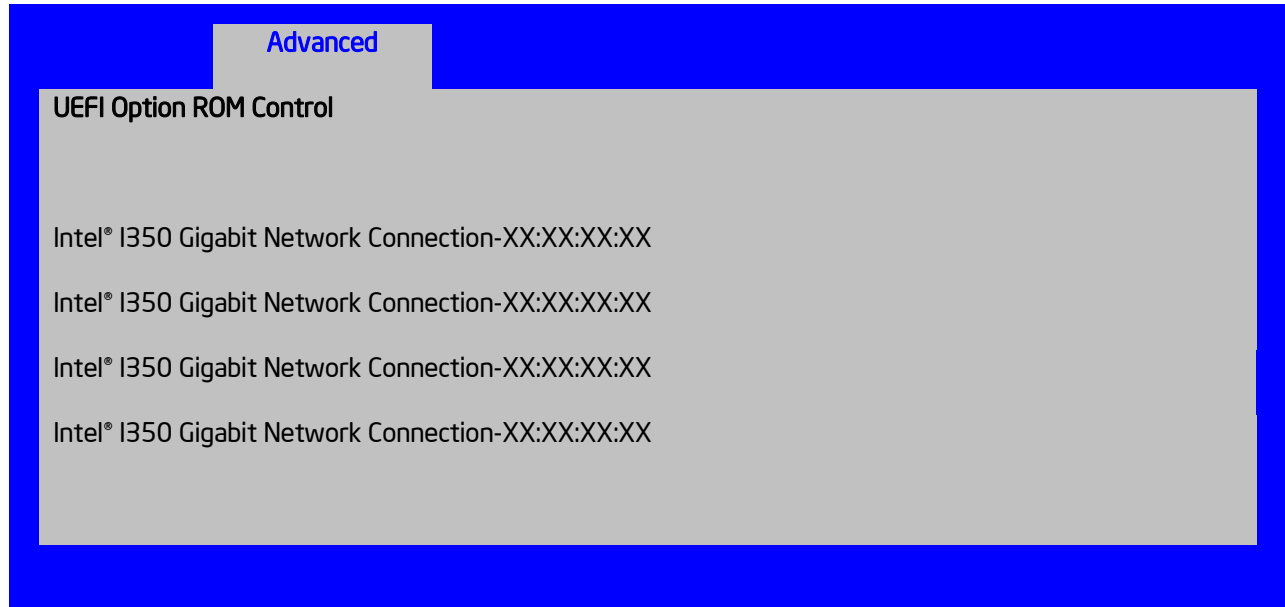 Advanced
UEFI Option ROM Control
Intel® I350 Gigabit Network Connection-XX:XX:XX:XX
Intel® I350 Gigabit Network Connection-XX:XX:XX:XX
Intel® I350 Gigabit Network Connection-XX:XX:XX:XX
Intel® I350 Gigabit Network Connection-XX:XX:XX:XX